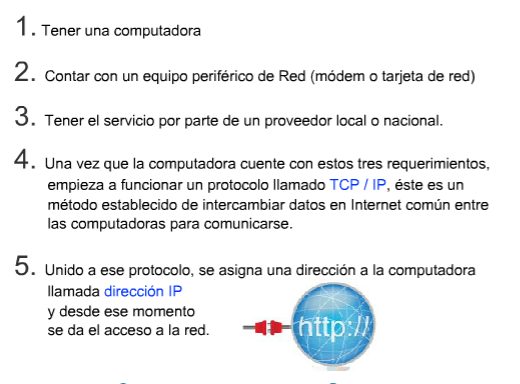 1. Tener una computadora
2. Contar con un equipo periférico de Red (módem o tarjeta de red)
3. Tener el servicio por parte de un proveedor local o nacional.
4. Una vez que la computadora cuente con estos tres requerimientos,
empieza a funcionar un protocolo llamado TCP / IP, éste es un
método establecido de intercambiar datos en Internet común entre
las computadoras para comunicarse.
5. Unido a ese protocolo, se asigna una dirección a la computadora
llamada dirección IP
y desde ese momento
se da el acceso a la red.
http://